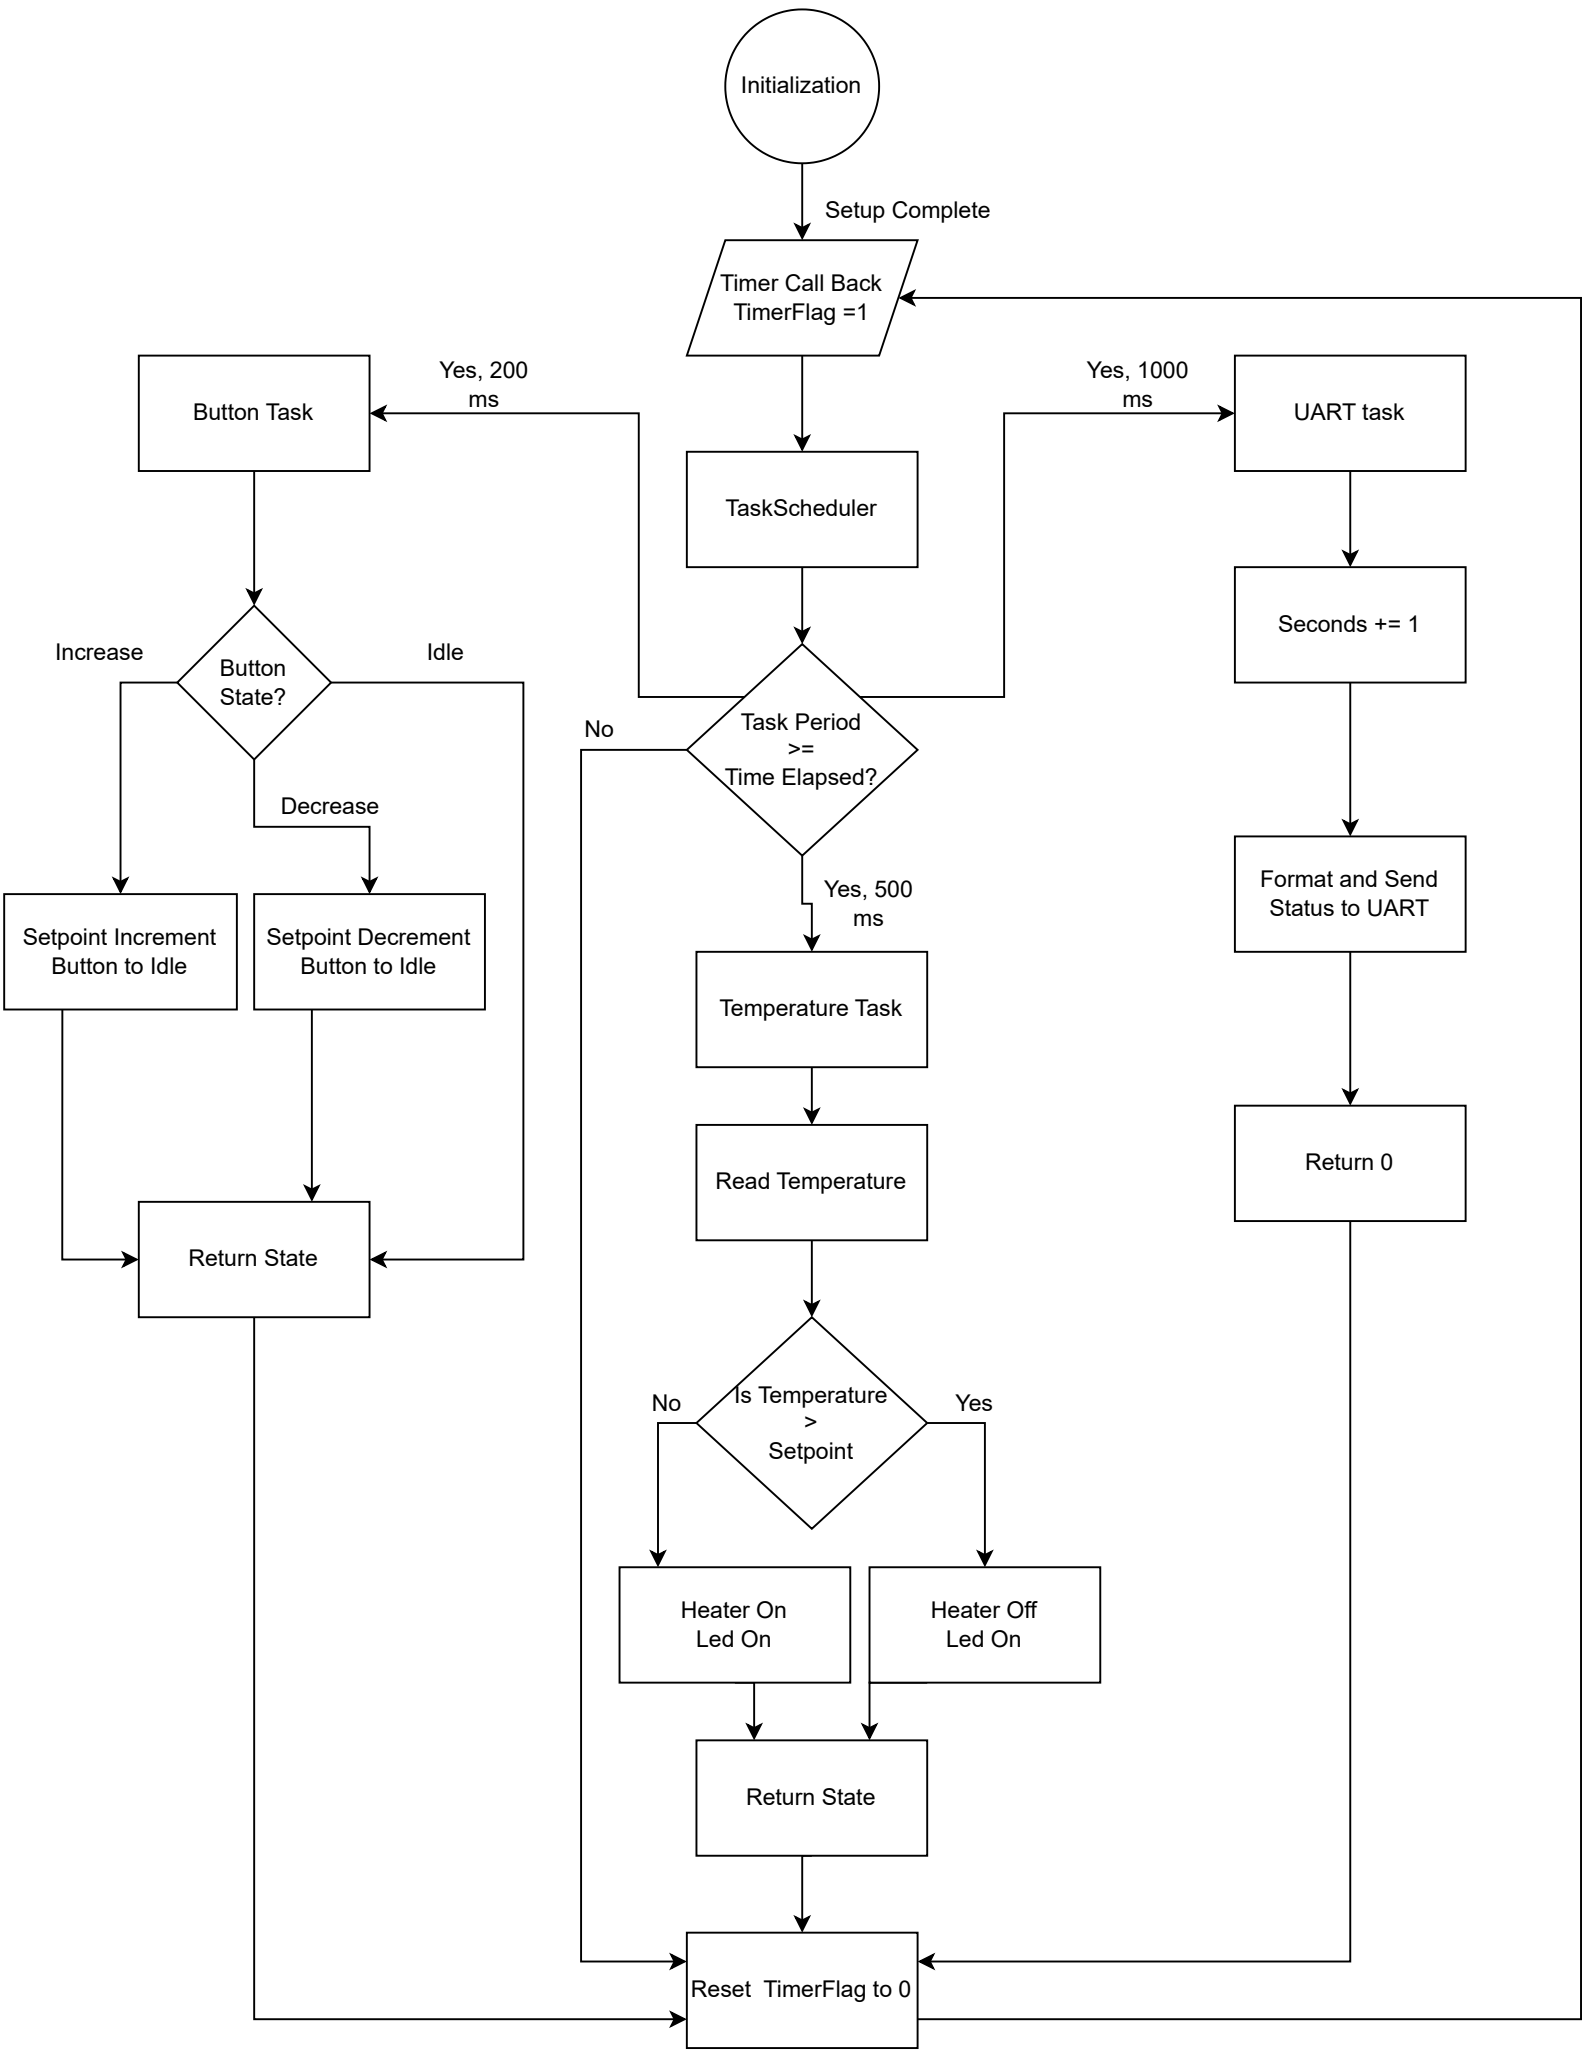 Initialization
Setup Complete
Timer Call Back
TimerFlag =1
Yes, 200
ms
Yes, 1000
ms
Button Task
UART task
TaskScheduler
Seconds += 1
Increase
Idle
Button
State?
No
Task Period
>=
Time Elapsed?
Decrease
Yes, 500
ms
Format and Send
Status to UART
Setpoint Increment
Button to Idle
Setpoint Decrement
Button to Idle
Temperature Task
Return 0
Read Temperature
Return State
No
Is Temperature
>
Setpoint
Yes
Heater On
Led On
Heater Off
Led On
Return State
Reset  TimerFlag to 0